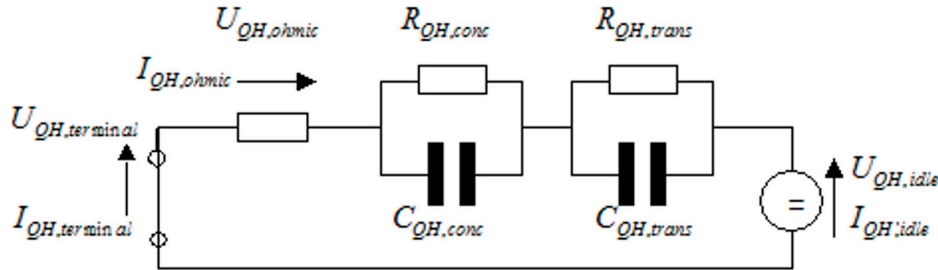 U_QH,ohmic R_QH,conc R_QH,trans
I_QH,ohmic
U_QH,terminal
U_QH,idle
=
I_QH,terminal C_QH,conc C_QH,trans I_QH,idle